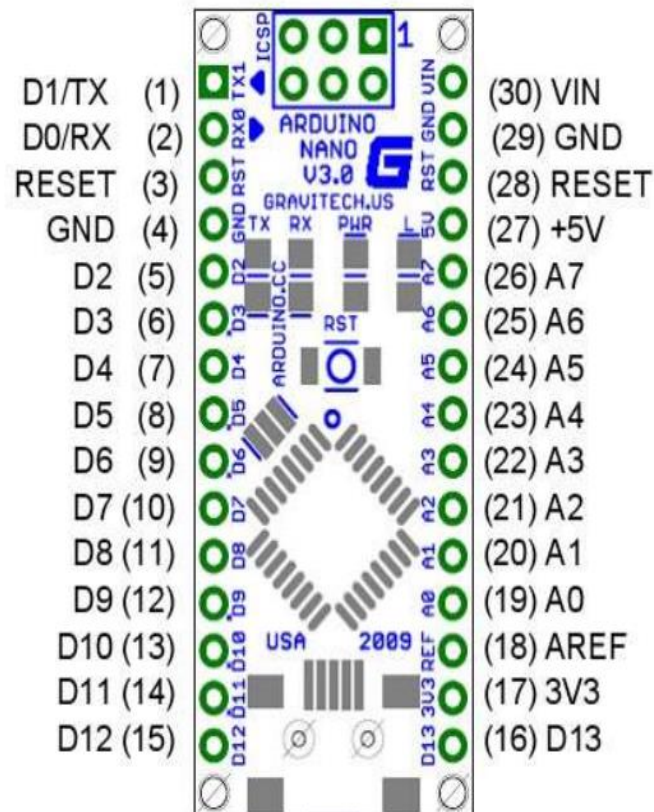 D1/TX (1)
D0/RX (2)
RESET (3)
GND (4)
D2 (5)
D3 (6)
D4 (7)
D5 (8)
D6 (9)
D7 (10)
D8 (11)
D9 (12)
D10 (13)
D11 (14)
D12 (15)
TX1
RX0
RST
GND
D2
D3
D4
D5
D6
D7
D8
D9
D10
D11
D12
ICSP
1
ARDUINO
NANO
V3.0
G
GRAVITECH.US
TX RX PWR L
ARDUINO.CC
RST
USA 2009
VIN
GND
RST
5V
A7
A6
A5
A4
A3
A2
A1
A0
REF
3V3
D13
(30) VIN
(29) GND
(28) RESET
(27) +5V
(26) A7
(25) A6
(24) A5
(23) A4
(22) A3
(21) A2
(20) A1
(19) A0
(18) AREF
(17) 3V3
(16) D13